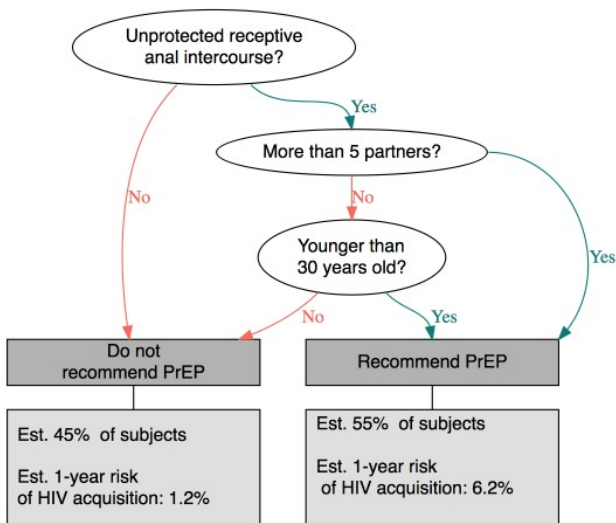 Unprotected receptive
anal intercourse?
Yes
More than 5 partners?
No
No
Younger than
30 years old?
Yes
No
Yes
Do not
recommend PrEP
Recommend PrEP
Est. 45% of subjects
Est. 1-year risk
of HIV acquisition: 1.2%
Est. 55% of subjects
Est. 1-year risk
of HIV acquisition: 6.2%